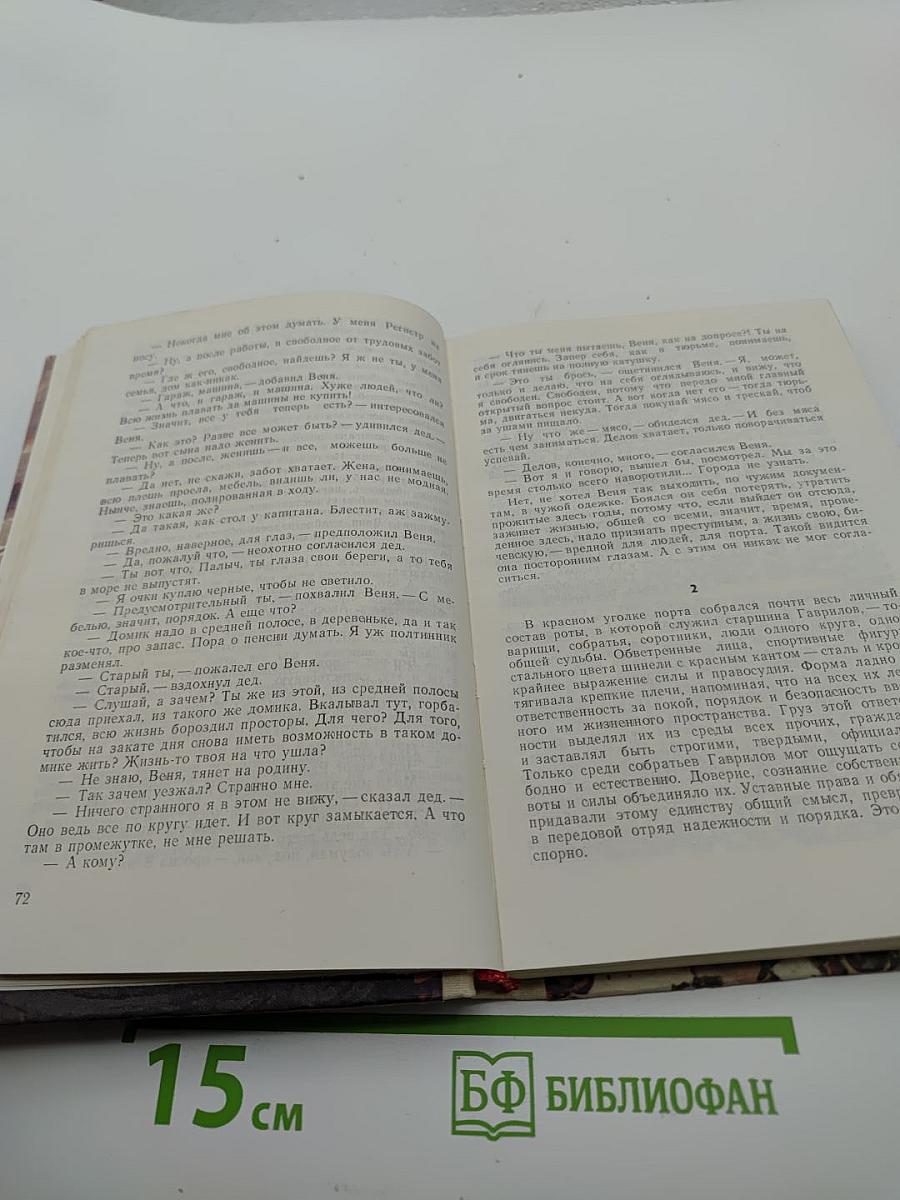 — Некогда мне об этом думать. У меня Регистр на
носу.
— Ну, а после работы, в свободное от трудовых забот
время?
— Где ж его, свободное, найдешь? Я ж не ты, у меня
семья, дом как-никак.
— Гараж, машина, — добавил Веня.
— А что, и гараж, и машина. Хуже людей, что ли?
Всю жизнь плавать да машины не купить!
— Значит, все у тебя теперь есть? — интересовался
Веня.
— Как это? Разве все может быть? — удивился дед. —
Теперь вот сына надо женить.
— Ну, а после, женишь — и все, можешь больше не
плавать?
— Да нет, не скажи, забот хватает. Жена, понимаешь,
всю плешь проела, мебель, видишь ли, у нас не модная.
Нынче, знаешь, полированная в ходу.
— Это какая же?
— Да такая, как стол у капитана. Блестит, аж зажму-
ришься.
— Вредно, наверное, для глаз, — предположил Веня.
— Да, пожалуй что, — неохотно согласился дед.
— Ты вот что, Палыч, ты глаза свои береги, а то тебя
в море не выпустят.
— Я очки куплю черные, чтобы не светило.
— Предусмотрительный ты, — похвалил Веня. — С ме-
белью, значит, порядок. А еще что?
— Домик надо в средней полосе, в деревеньке, да и так
кое-что, про запас. Пора о пенсии думать. Я уж полтинник
разменял.
— Старый ты, — пожалел его Веня.
— Старый, — вздохнул дед.
— Слушай, а зачем? Ты же из этой, из средней полосы
сюда приехал, из такого же домика. Вкалывал тут, горба-
тился, всю жизнь бороздил просторы. Для чего? Для того,
чтобы на закате дня снова иметь возможность в таком до-
мике жить? Жизнь-то твоя на что ушла?
— Не знаю, Веня, тянет на родину.
— Так зачем уезжал? Странно мне.
— Ничего странного я в этом не вижу, — сказал дед. —
Оно ведь все по кругу идет. И вот круг замыкается. А что
там в промежутке, не мне решать.
— А кому?
72
— Что ты меня пытаешь, Веня, как на допросе?! Ты на
себя оглянись. Запер себя, как в тюрьме, понимаешь,
и срок тянешь на полную катушку.
— Это ты брось, — ощетинился Веня. — Я, может,
только и делаю, что на себя оглядываюсь, и вижу, что
я свободен. Свободен, потому что передо мной главный
открытый вопрос стоит. А вот когда нет его — тогда тюрь-
ма, двигаться некуда. Тогда покупай мясо и трескай, чтоб
за ушами пищало.
— Ну что же — мясо, — обиделся дед. — И без мяса
есть чем заниматься. Делов хватает, только поворачиваться
успевай.
— Делов, конечно, много, — согласился Веня.
— Вот я и говорю, вышел бы, посмотрел. Мы за это
время столько всего наворотили... Города не узнать.
Нет, не хотел Веня так выходить, по чужим докумен-
там, в чужой одежке. Боялся он себя потерять, утратить
прожитые здесь годы, потому что, если выйдет он отсюда,
заживет жизнью, общей со всеми, значит, время, прове-
денное здесь, надо признать преступным, а жизнь свою, би-
чевскую, — вредной для людей, для порта. Такой видится
она посторонним глазам. А с этим он никак не мог согла-
ситься.
2
В красном уголке порта собрался почти весь личный
состав роты, в которой служил старшина Гаврилов, — то-
варищи, собратья, соротники, люди одного круга, одно
общей судьбы. Обветренные лица, спортивные фигур
стального цвета шинели с красным кантом — сталь и кро
крайнее выражение силы и правосудия. Форма ладно
тягивала крепкие плечи, напоминая, что на всех их ле
ответственность за покой, порядок и безопасность вве
ного им жизненного пространства. Груз этой ответс
ности выделял их из среды всех прочих, гражда
и заставлял быть строгими, твердыми, официал
Только среди собратьев Гаврилов мог ощущать се
бодно и естественно. Доверие, сознание собствен
воты и силы объединяло их. Уставные права и обя
придавали этому единству общий смысл, превр
в передовой отряд надежности и порядка. Это
спорно.
15 см
БФ БИБЛИОФАН